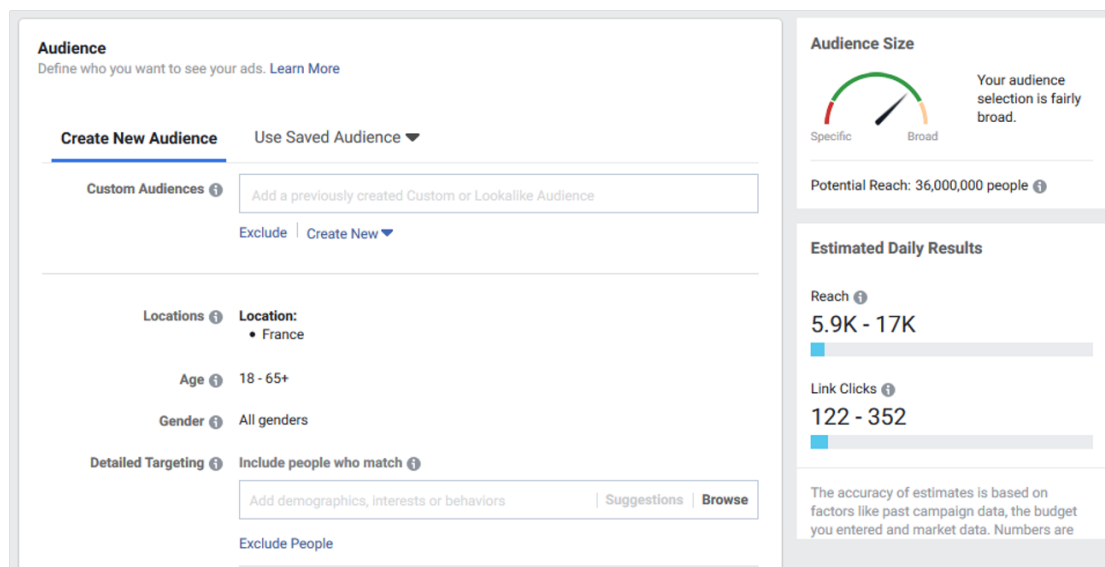 Audience
Define who you want to see your ads. Learn More
Create New Audience
Use Saved Audience
Custom Audiences
Add a previously created Custom or Lookalike Audience
Exclude
Create New
Locations
Location:
• France
Age
18 - 65+
Gender
All genders
Detailed Targeting
Include people who match
Add demographics, interests or behaviors
Suggestions
Browse
Exclude People
Audience Size
Specific
Broad
Your audience
selection is fairly
broad.
Potential Reach: 36,000,000 people
Estimated Daily Results
Reach
5.9K - 17K
Link Clicks
122 - 352
The accuracy of estimates is based on
factors like past campaign data, the budget
you entered and market data. Numbers are